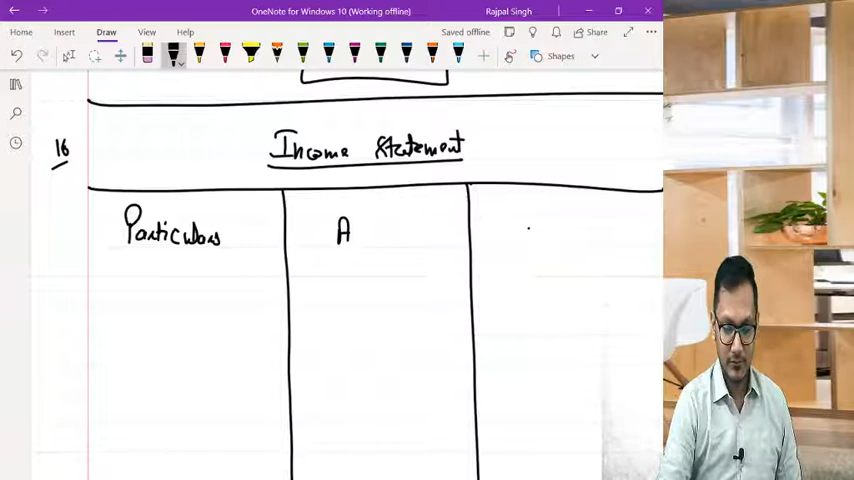 OneNote for Windows 10 (Working offline)
Rajpal Singh
Home Insert Draw View Help
Saved offline
Share
Shapes
16
Income Statement
Particulars A